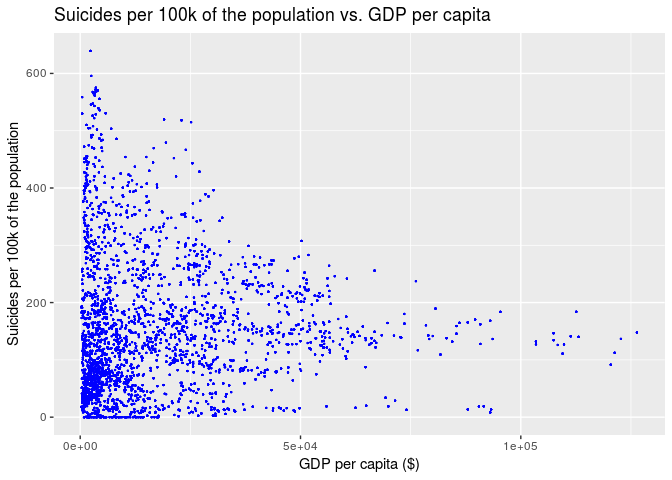 Suicides per 100k of the population vs. GDP per capita
600
400
200
0
Suicides per 100k of the population
0e+00
5e+04
1e+05
GDP per capita ($)